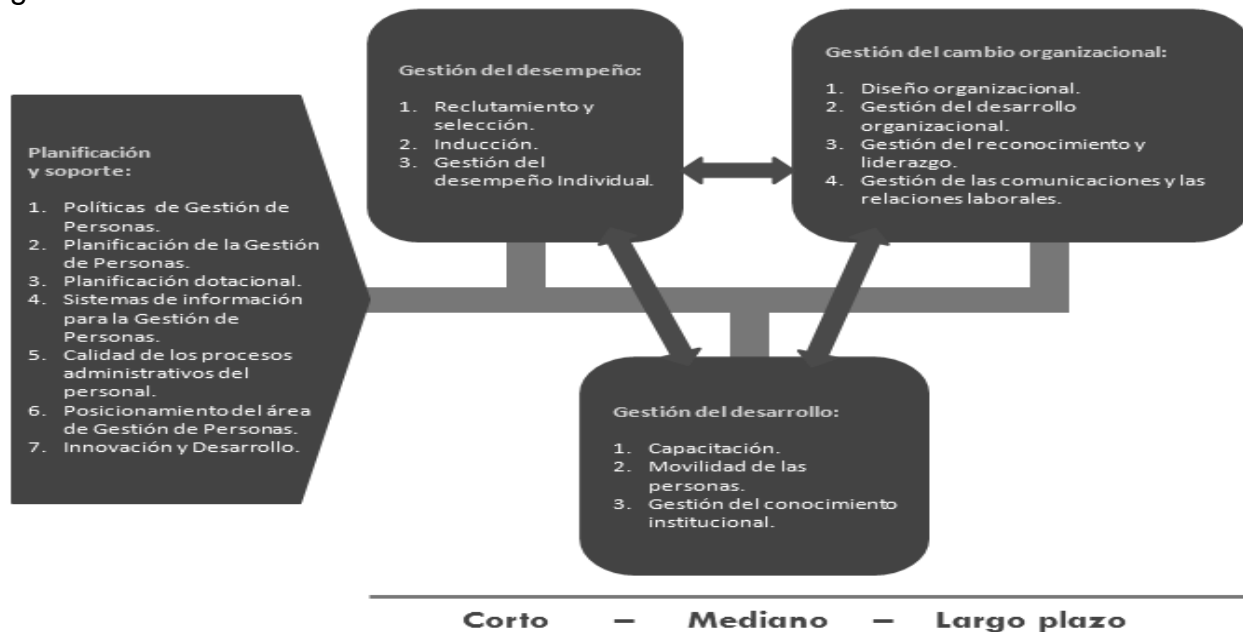 Planificación
y soporte:
1. Políticas de Gestión de
Personas.
2. Planificación de la Gestión
de Personas.
3. Planificación dotacional.
4. Sistemas de información
para la Gestión de
Personas.
5. Calidad de los procesos
administrativos del
personal.
6. Posicionamiento del área
de Gestión de Personas.
7. Innovación y Desarrollo.
Gestión del desempeño:
1. Reclutamiento y
selección.
2. Inducción.
3. Gestión del
desempeño Individual.
Gestión del cambio organizacional:
1. Diseño organizacional.
2. Gestión del desarrollo
organizacional.
3. Gestión del reconocimiento y
liderazgo.
4. Gestión de las comunicaciones y las
relaciones laborales.
Gestión del desarrollo:
1. Capacitación.
2. Movilidad de las
personas.
3. Gestión del conocimiento
institucional.
Corto – Mediano – Largo plazo